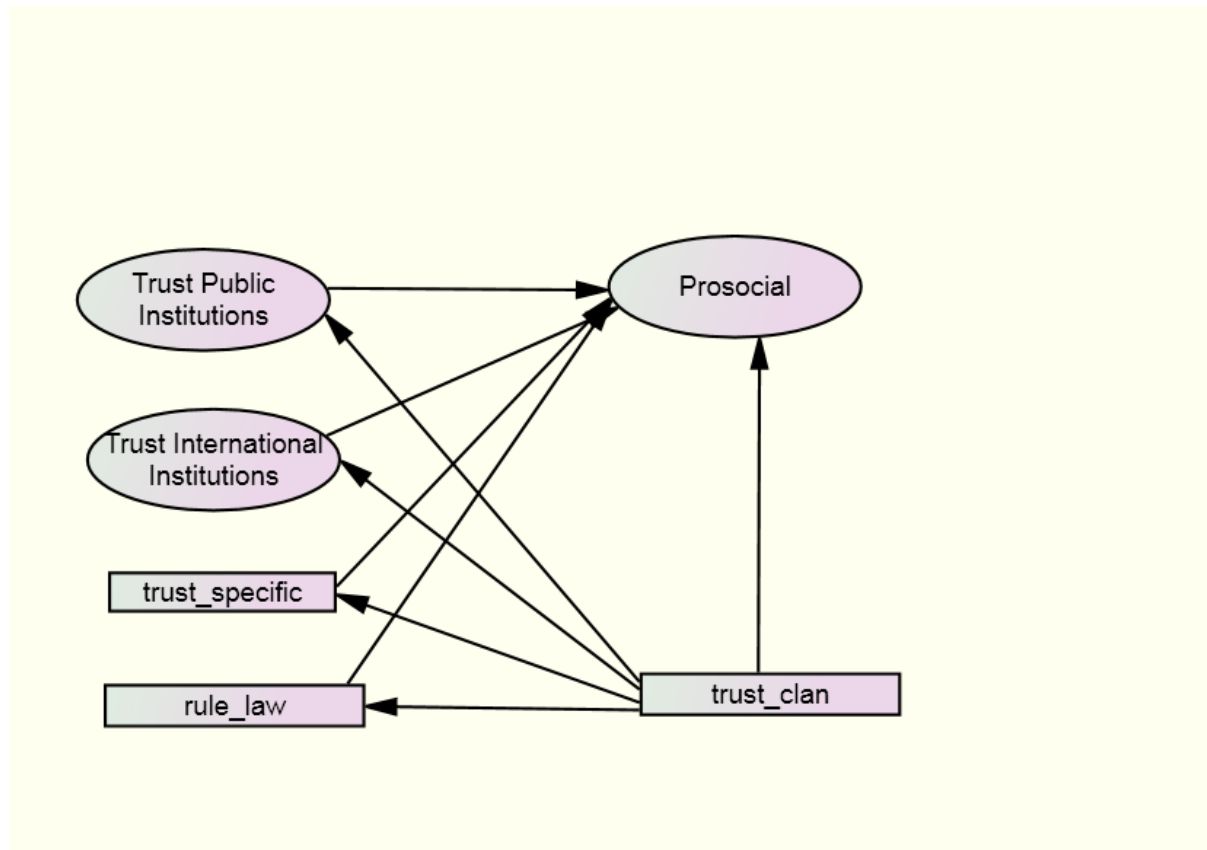 Trust Public
Institutions
Prosocial
Trust International
Institutions
trust_specific
rule_law
trust_clan